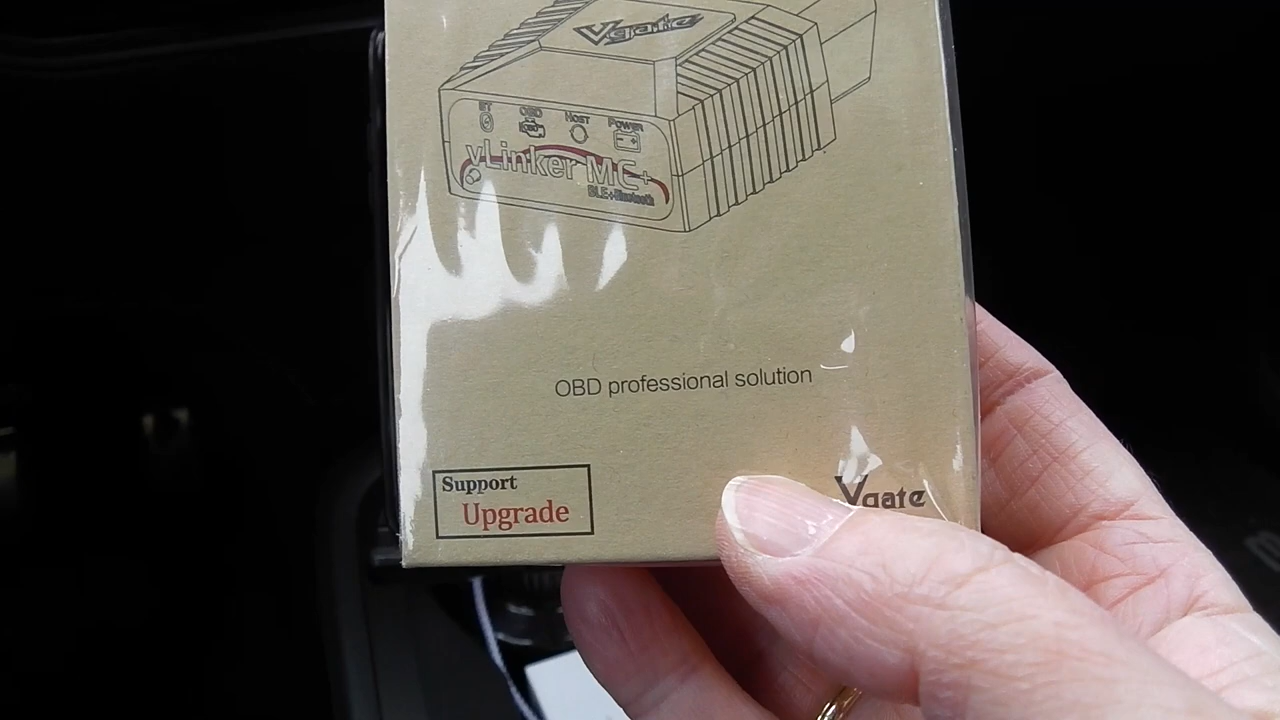 Vgate
BT OBD HOST POWER
vLinker MC+
BLE+Bluetooth
OBD professional solution
Support
Upgrade
Vgate